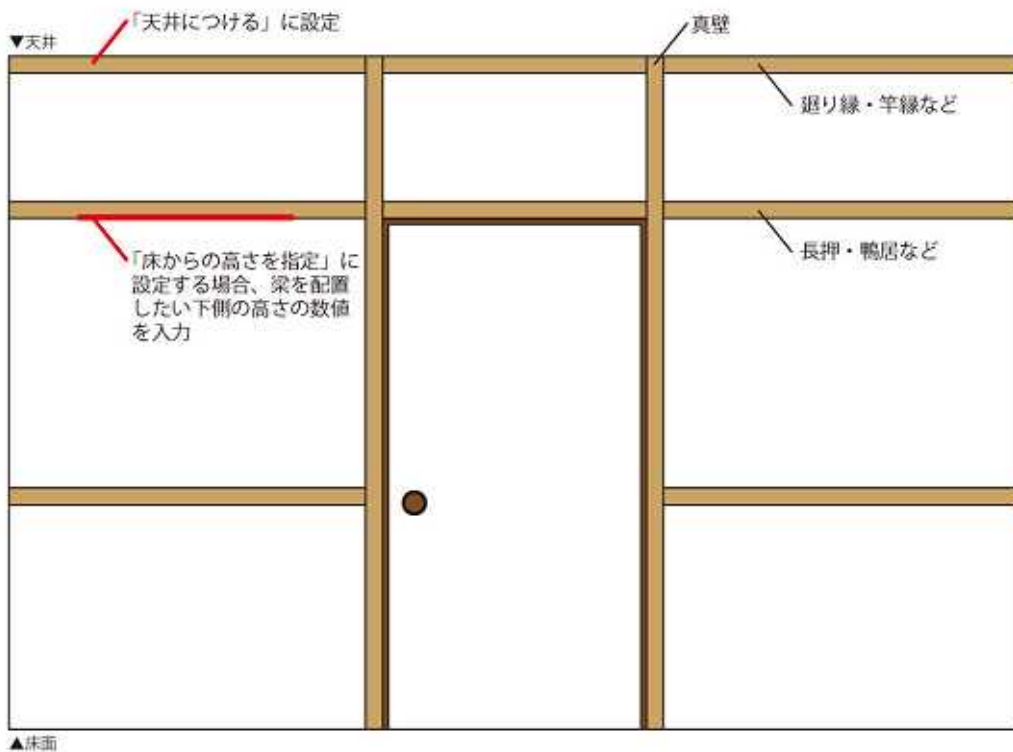 「天井につける」に設定
真壁
▼天井
廻り縁・竿縁など
長押・鴨居など
「床からの高さを指定」に
設定する場合、梁を配置
したい下側の高さの数値
を入力
▲床面